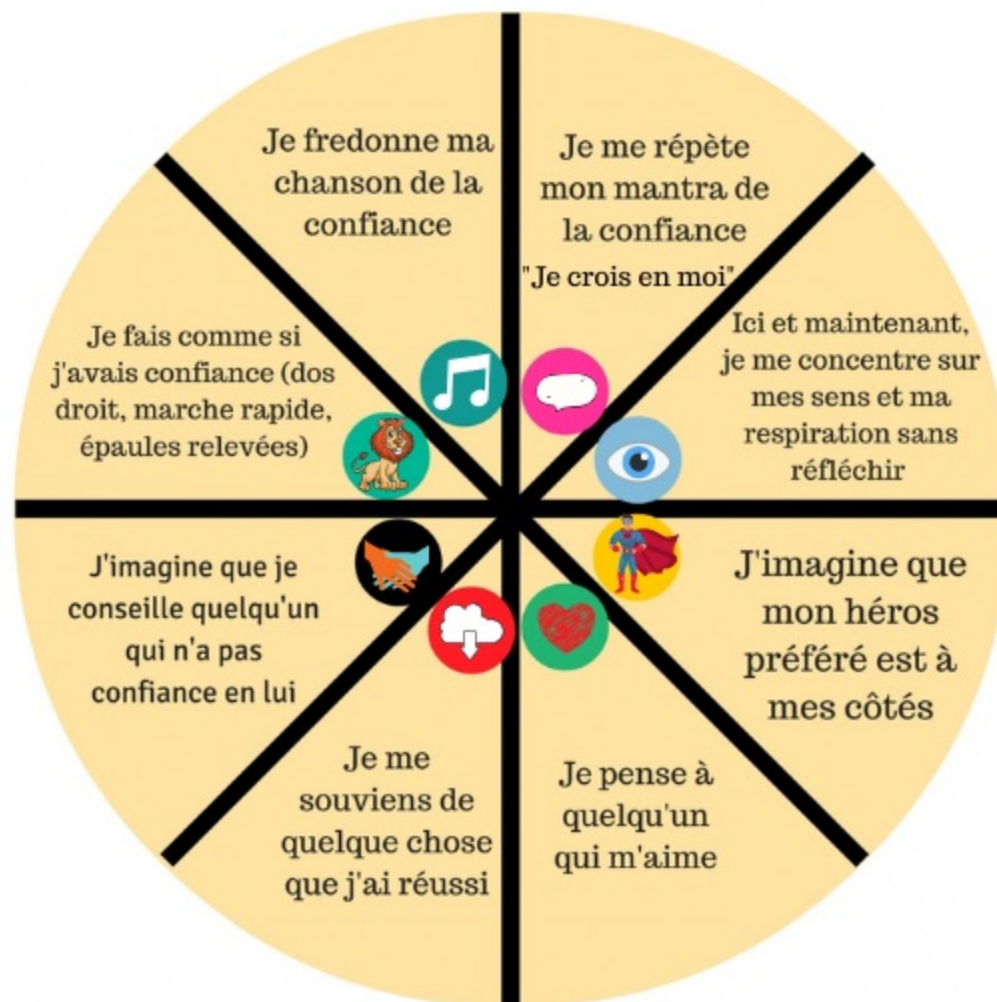 Je fredonne ma
chanson de la
confiance
Je me répète
mon mantra de
la confiance
"Je crois en moi"
Ici et maintenant,
je me concentre sur
mes sens et ma
respiration sans
réfléchir
J'imagine que
mon héros
préféré est à
mes côtés
Je pense à
quelqu'un
qui m'aime
Je me
souviens de
quelque chose
que j'ai réussi
J'imagine que je
conseille quelqu'un
qui n'a pas
confiance en lui
Je fais comme si
j'avais confiance (dos
droit, marche rapide,
épaules relevées)